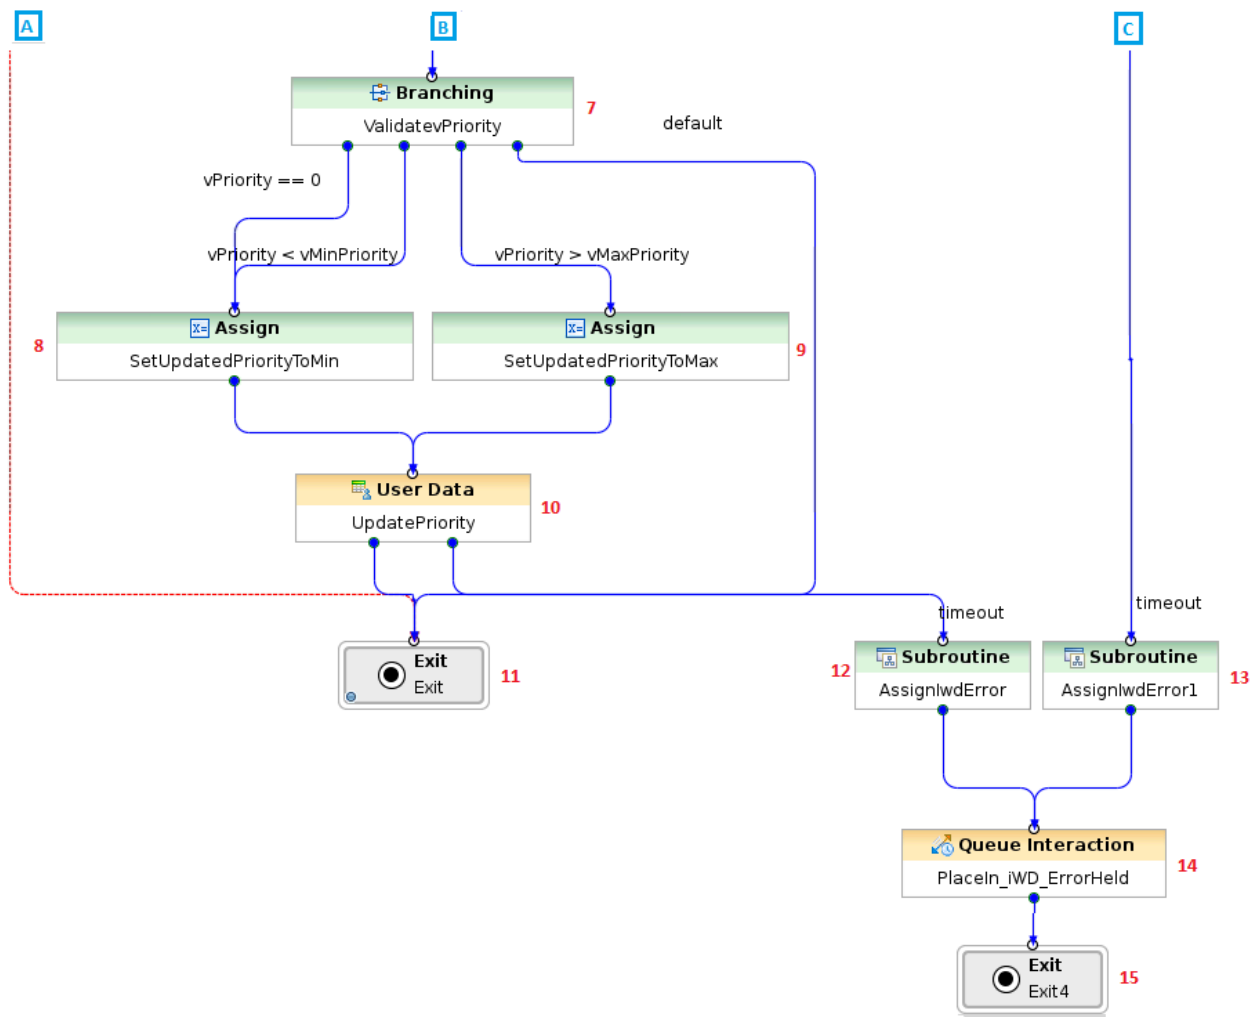 A
B
C
Branching
7
ValidatevPriority
default
vPriority == 0
vPriority < vMinPriority
vPriority > vMaxPriority
8
X= Assign
SetUpdatedPriorityToMin
X= Assign
SetUpdatedPriorityToMax
9
User Data
UpdatePriority
10
timeout
timeout
Exit
Exit
11
12
Subroutine
AssignIwdError
Subroutine
AssignIwdError1
13
Queue Interaction
PlaceIn_iWD_ErrorHeld
14
Exit
Exit4
15